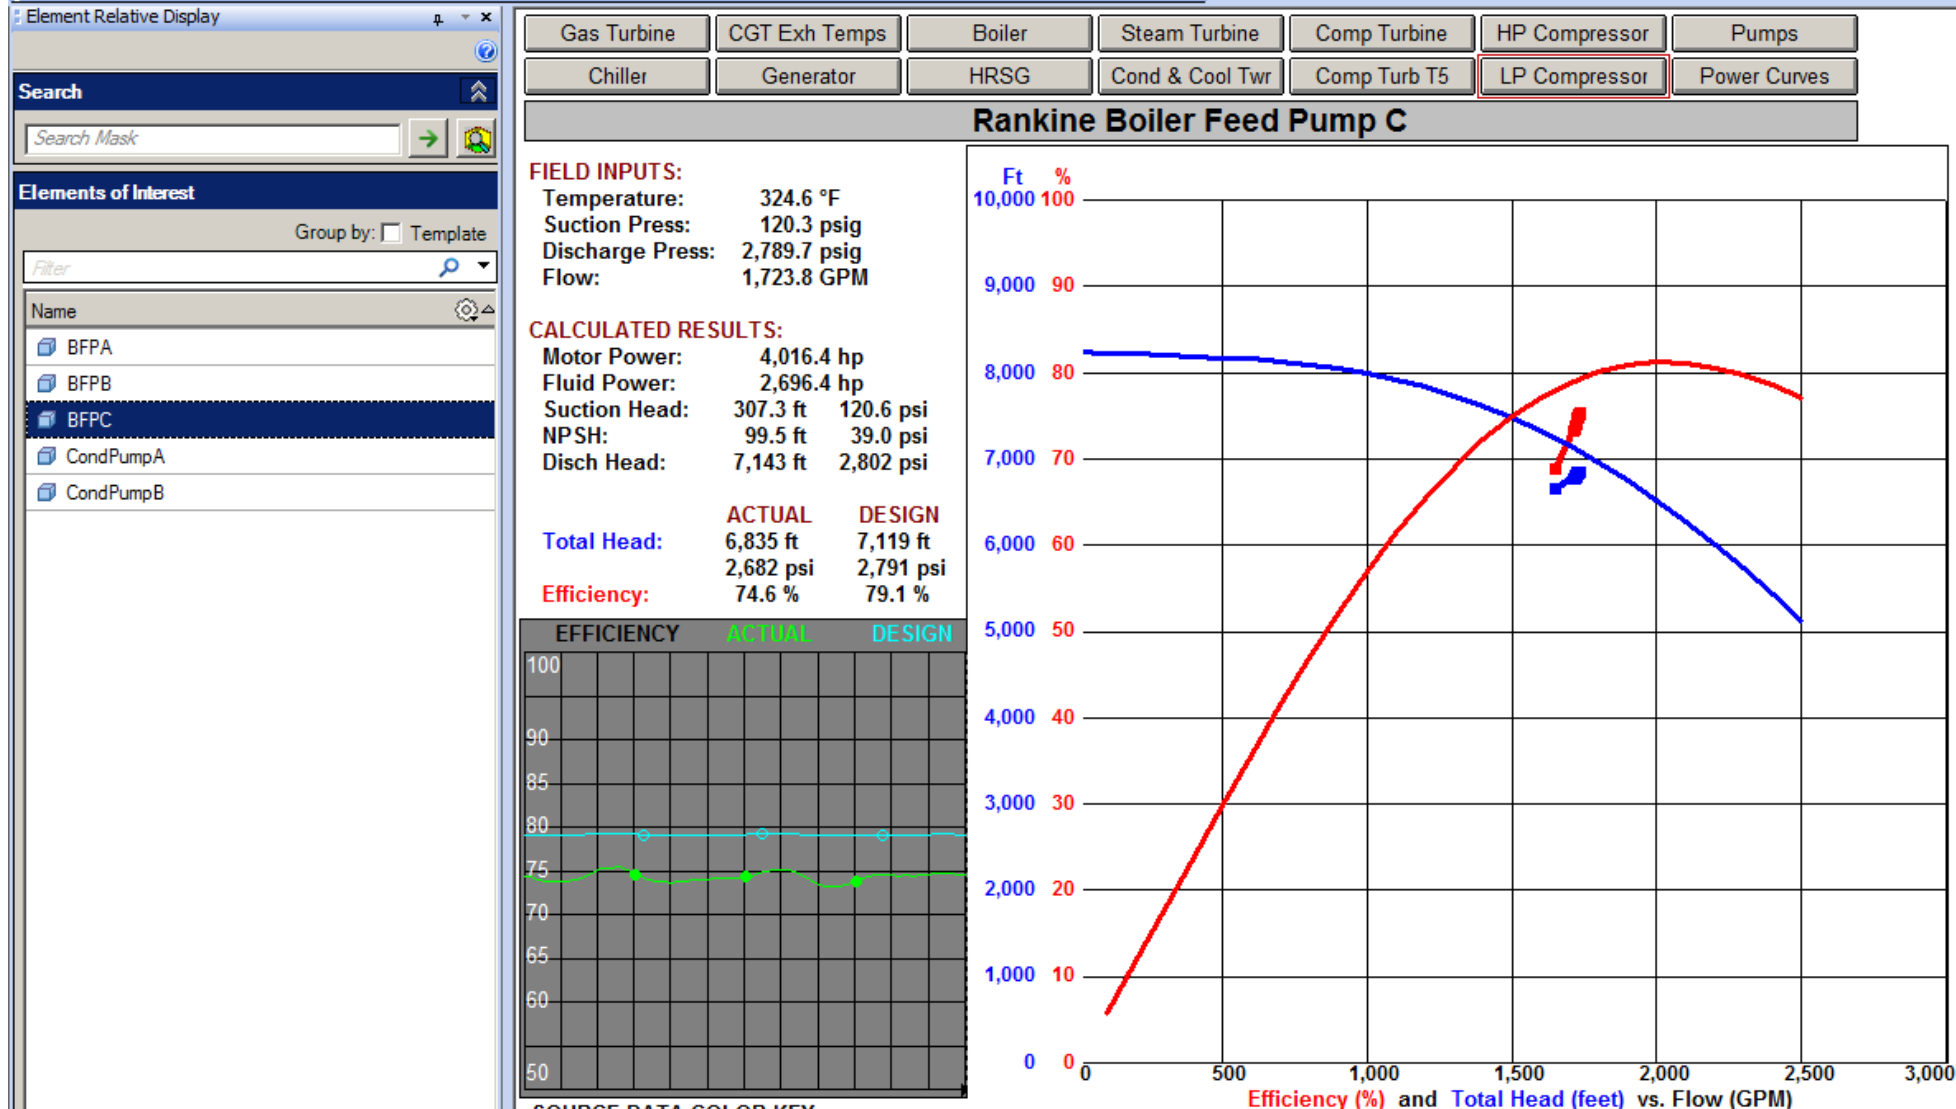 Element Relative Display
Search
Search Mask
Elements of Interest
Group by: Template
Filter
Name
BFPA
BFPB
BFPC
CondPumpA
CondPumpB
Gas Turbine CGT Exh Temps Boiler Steam Turbine Comp Turbine HP Compressor Pumps
Chiller Generator HRSG Cond & Cool Twr Comp Turb T5 LP Compressor Power Curves
Rankine Boiler Feed Pump C
FIELD INPUTS:
Temperature: 324.6 °F
Suction Press: 120.3 psig
Discharge Press: 2,789.7 psig
Flow: 1,723.8 GPM
CALCULATED RESULTS:
Motor Power: 4,016.4 hp
Fluid Power: 2,696.4 hp
Suction Head: 307.3 ft 120.6 psi
NPSH: 99.5 ft 39.0 psi
Disch Head: 7,143 ft 2,802 psi
ACTUAL DESIGN
Total Head: 6,835 ft 7,119 ft
2,682 psi 2,791 psi
Efficiency: 74.6 % 79.1 %
EFFICIENCY ACTUAL DESIGN
100
90
85
80
75
70
65
60
50
SOURCE DATA COLOR KEY
Ft %
10,000 100
9,000 90
8,000 80
7,000 70
6,000 60
5,000 50
4,000 40
3,000 30
2,000 20
1,000 10
0 0
0 500 1,000 1,500 2,000 2,500 3,000
Efficiency (%) and Total Head (feet) vs. Flow (GPM)